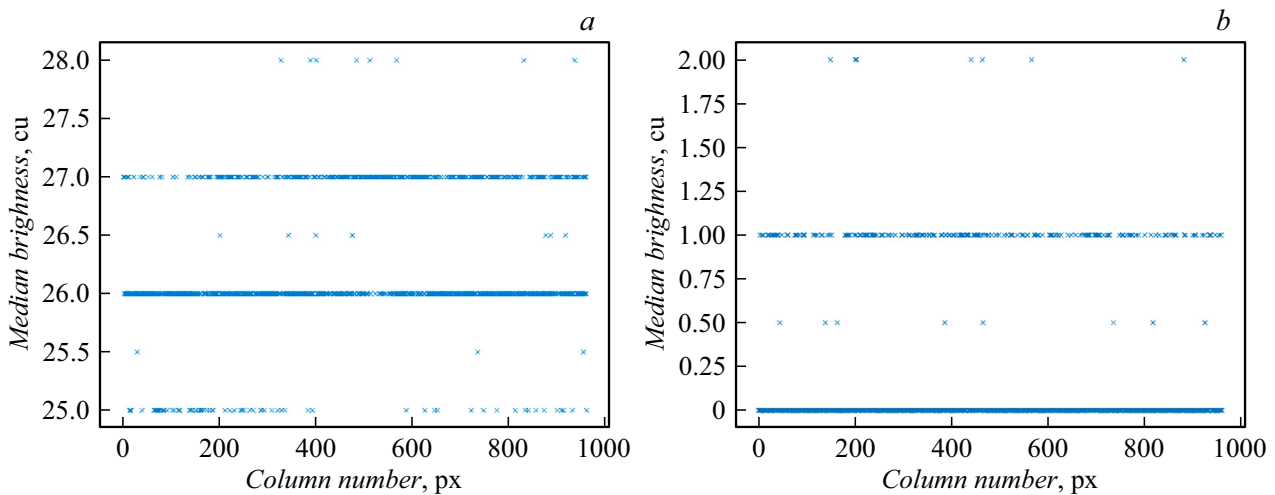 a
28.0
27.5
27.0
26.5
26.0
25.5
25.0
Median brighness, cu
0 200 400 600 800 1000
Column number, px
b
2.00
1.75
1.50
1.25
1.00
0.75
0.50
0.25
0
Median brighness, cu
0 200 400 600 800 1000
Column number, px